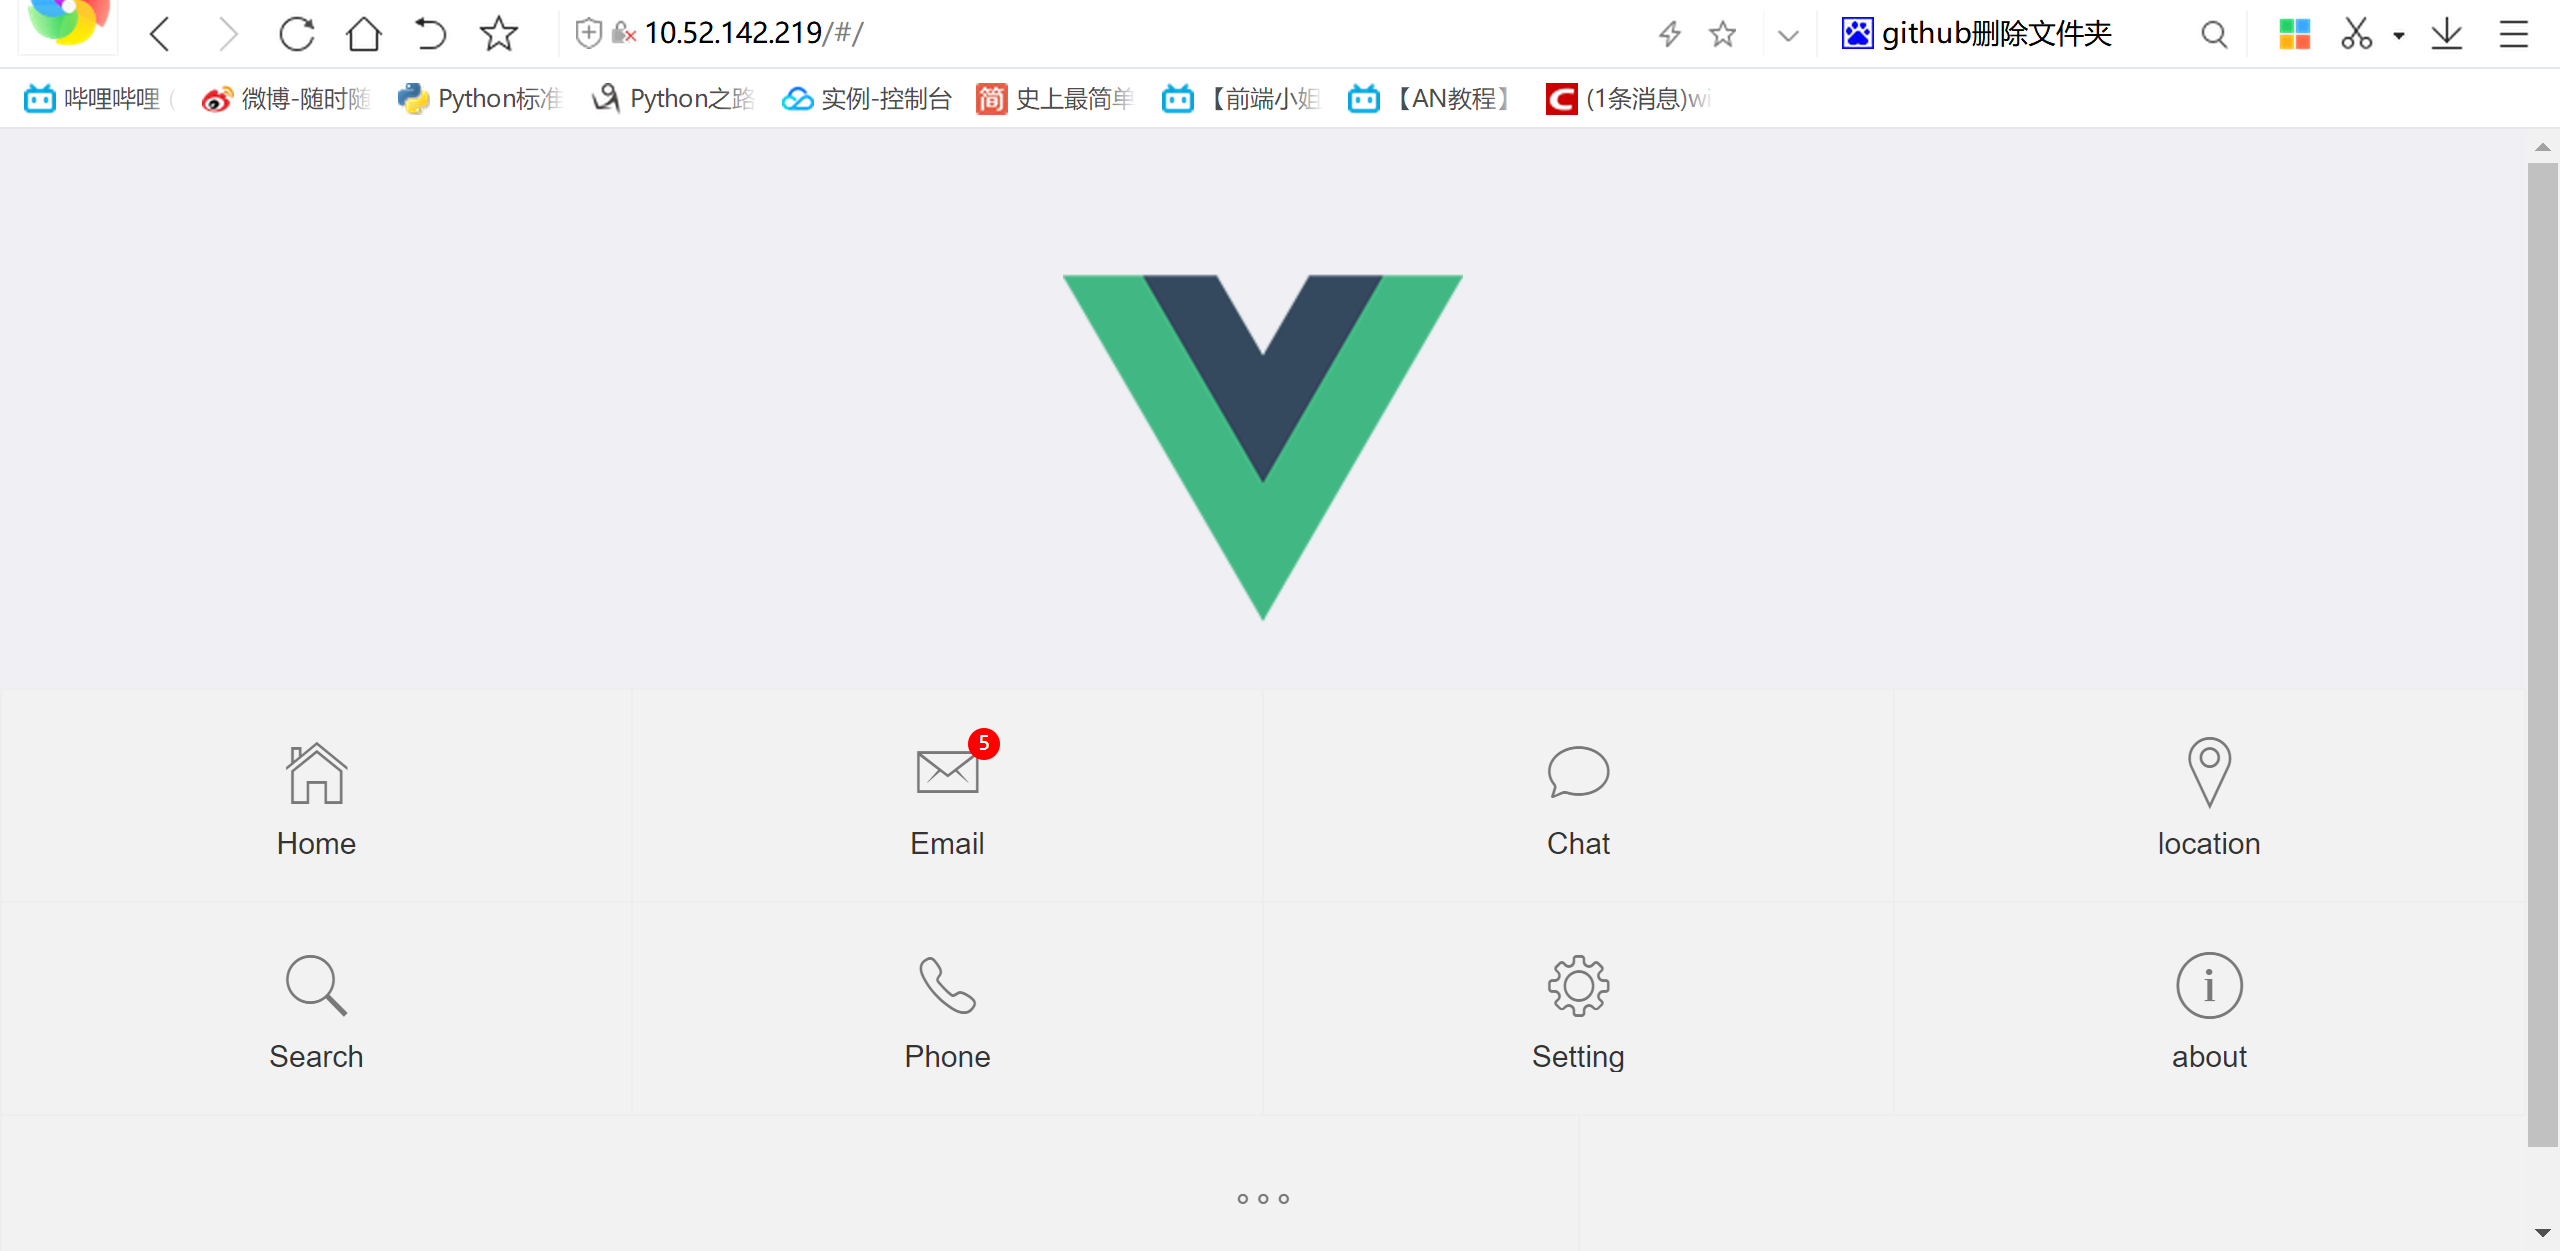 10.52.142.219/#/ github删除文件夹
哔哩哔哩 ( 微博-随时随 Python标准 Python之路 实例-控制台 简 史上最简单 【前端小姐 【AN教程】 (1条消息)wi
5
Home Email Chat location
Search Phone Setting about